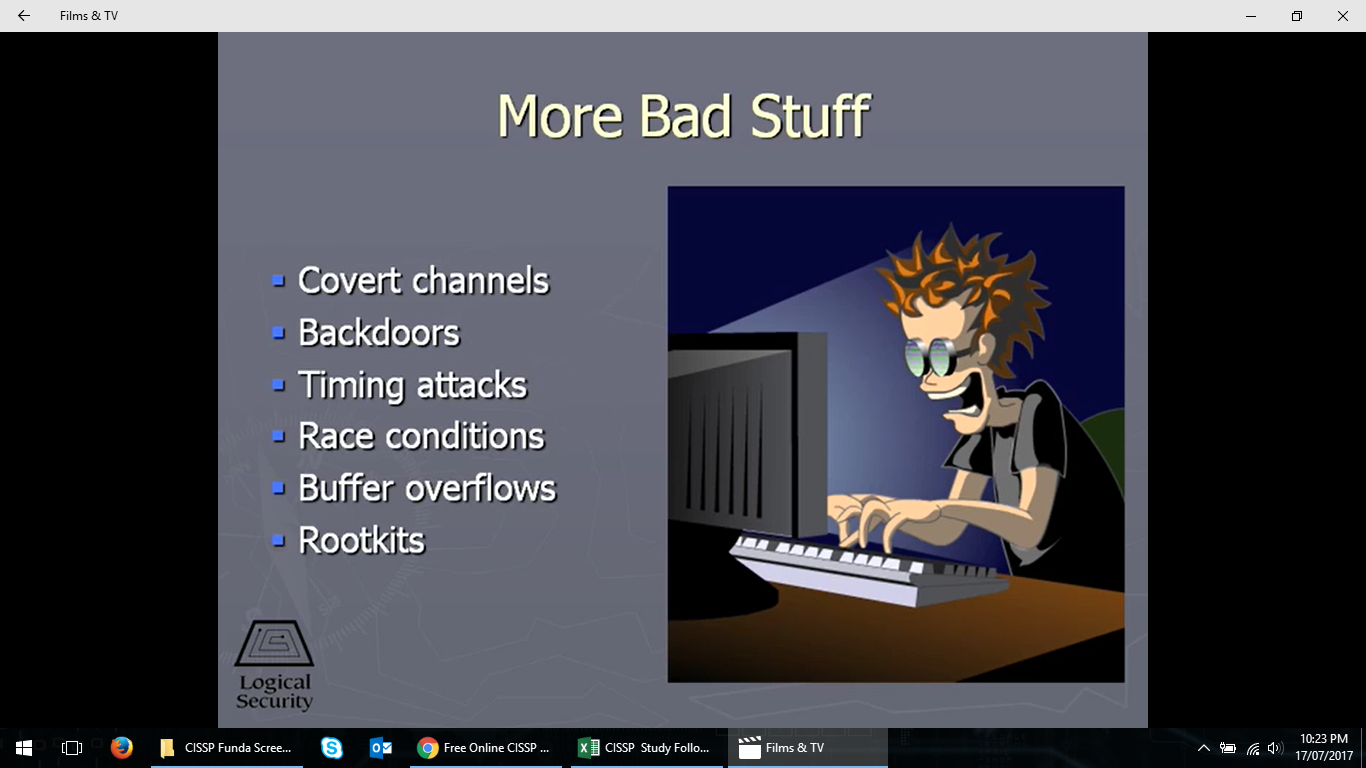 Films & TV
More Bad Stuff
Covert channels
Backdoors
Timing attacks
Race conditions
Buffer overflows
Rootkits
Logical
Security
CISSP Funda Scree...
Free Online CISSP ...
CISSP Study Follo...
Films & TV
10:23 PM
17/07/2017